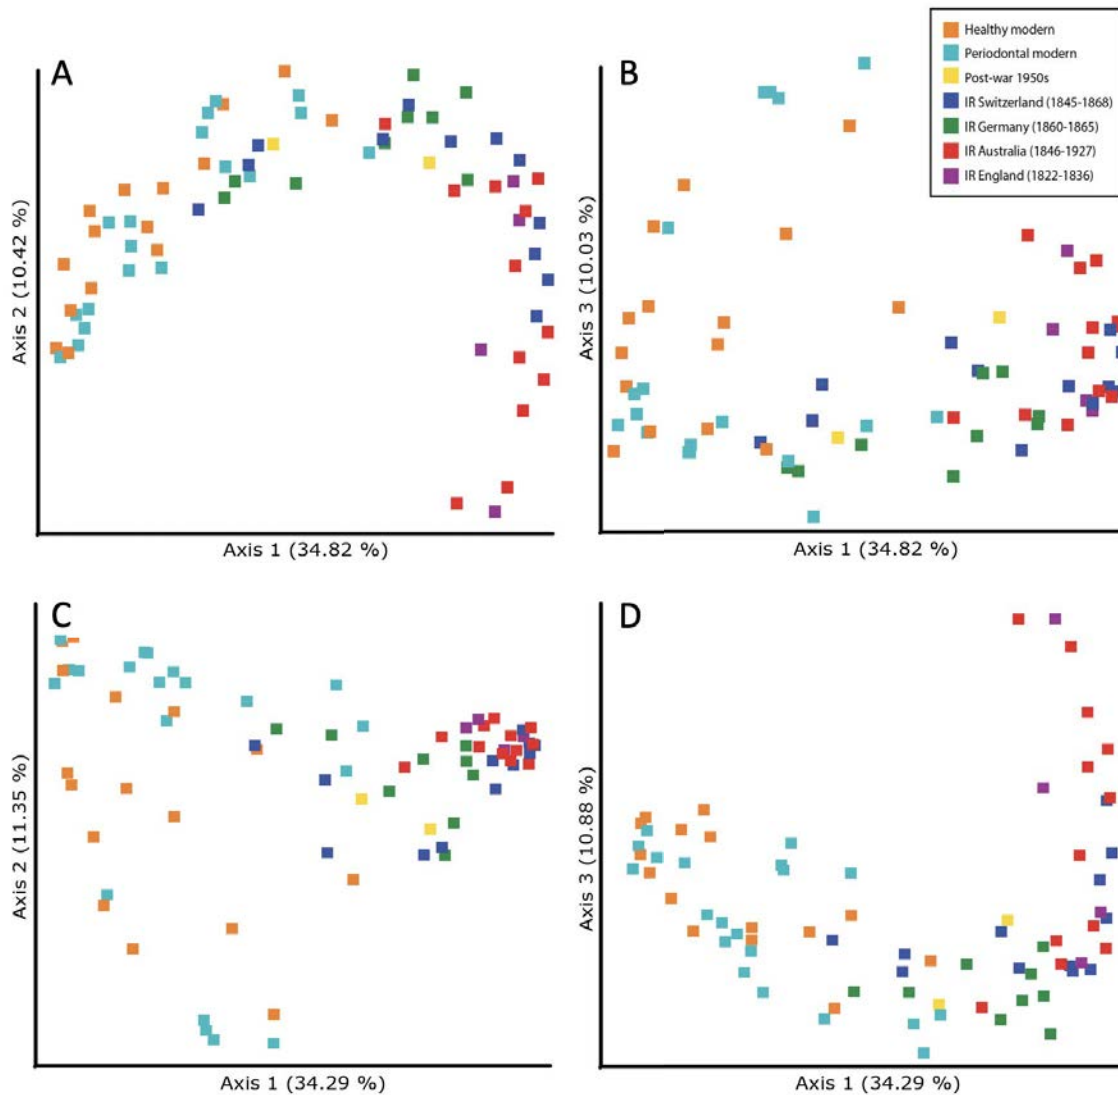 A
B
Healthy modern
Periodontal modern
Post-war 1950s
IR Switzerland (1845-1868)
IR Germany (1860-1865)
IR Australia (1846-1927)
IR England (1822-1836)
Axis 2 (10.42 %)
Axis 1 (34.82 %)
Axis 3 (10.03 %)
Axis 1 (34.82 %)
C
D
Axis 2 (11.35 %)
Axis 1 (34.29 %)
Axis 3 (10.88 %)
Axis 1 (34.29 %)